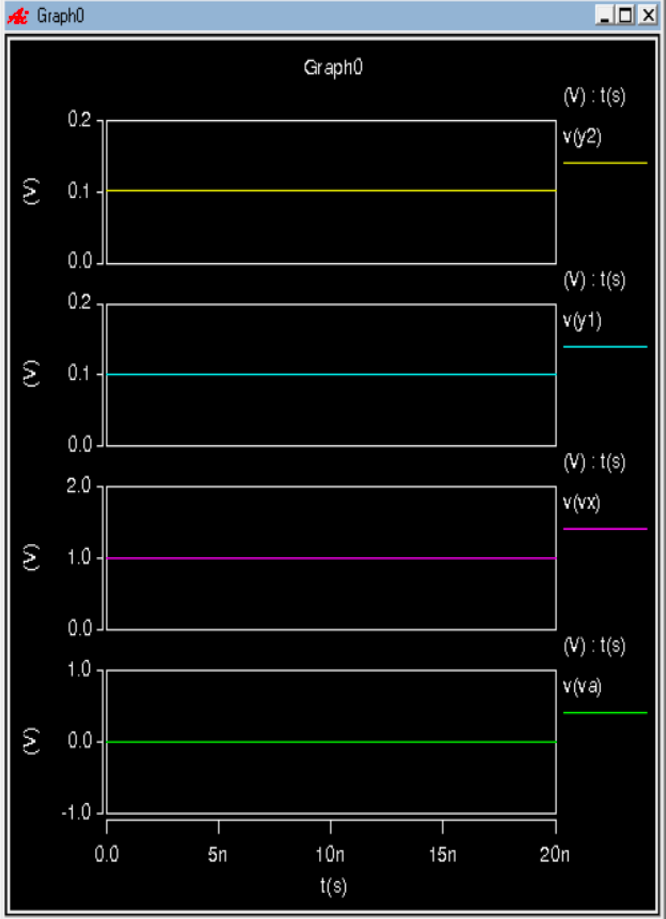 Graph0
Graph0
(V) : t(s)
v(y2)
0.2
(V)
0.1
0.0
(V) : t(s)
v(y1)
0.2
(V)
0.1
0.0
(V) : t(s)
v(vx)
2.0
(V)
1.0
0.0
(V) : t(s)
v(va)
1.0
(V)
0.0
-1.0
0.0 5n 10n 15n 20n
t(s)